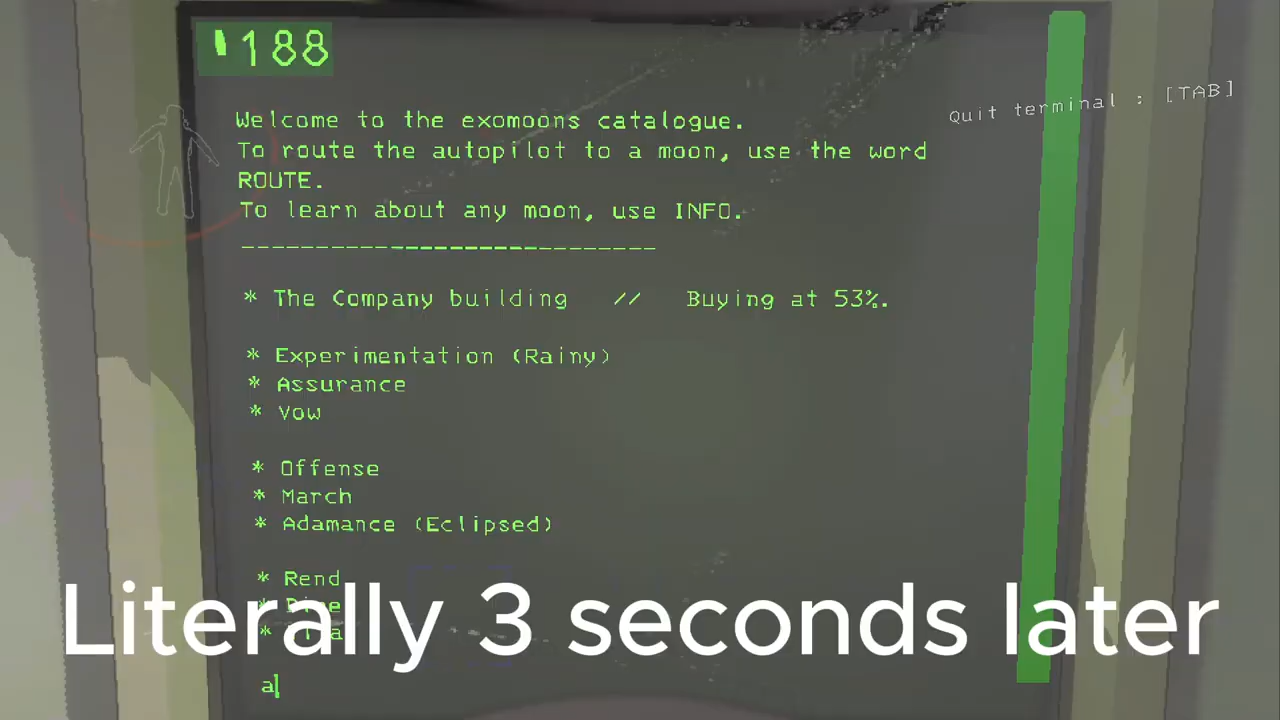 188
Quit terminal : [TAB]
Welcome to the exomoons catalogue.
To route the autopilot to a moon, use the word
ROUTE.
To learn about any moon, use INFO.
----------------------------
* The Company building // Buying at 53%.
* Experimentation (Rainy)
* Assurance
* Vow
* Offense
* March
* Adamance (Eclipsed)
* Rend
Literally 3 seconds later
a